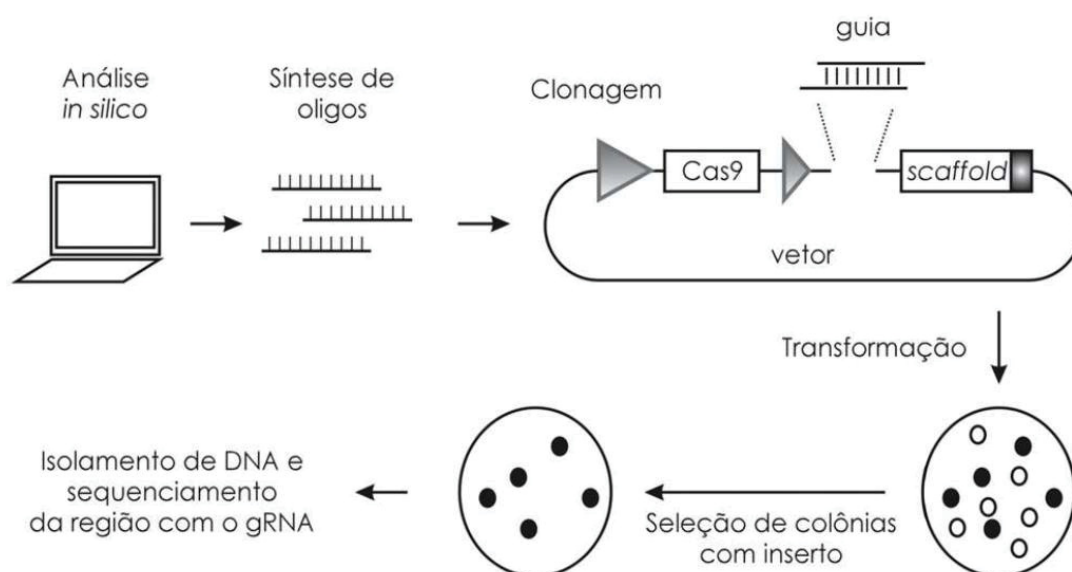 Análise
in silico
Síntese de
oligos
Clonagem
guia
Cas9
scaffold
vetor
Transformação
Seleção de colônias
com inserto
Isolamento de DNA e
sequenciamento
da região com o gRNA